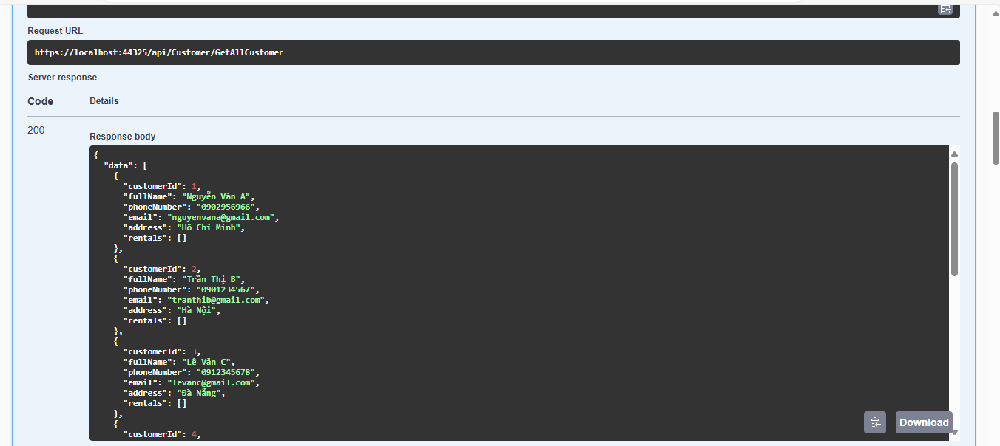 Request URL
https://localhost:44325/api/Customer/GetAllCustomer
Server response
Code Details
200
Response body
{
  "data": [
    {
      "customerId": 1,
      "fullName": "Nguyễn Văn A",
      "phoneNumber": "0902956966",
      "email": "nguyenvana@gmail.com",
      "address": "Hồ Chí Minh",
      "rentals": []
    },
    {
      "customerId": 2,
      "fullName": "Trần Thị B",
      "phoneNumber": "0901234567",
      "email": "tranthib@gmail.com",
      "address": "Hà Nội",
      "rentals": []
    },
    {
      "customerId": 3,
      "fullName": "Lê Văn C",
      "phoneNumber": "0912345678",
      "email": "levanc@gmail.com",
      "address": "Đà Nẵng",
      "rentals": []
    },
    {
      "customerId": 4,
Download